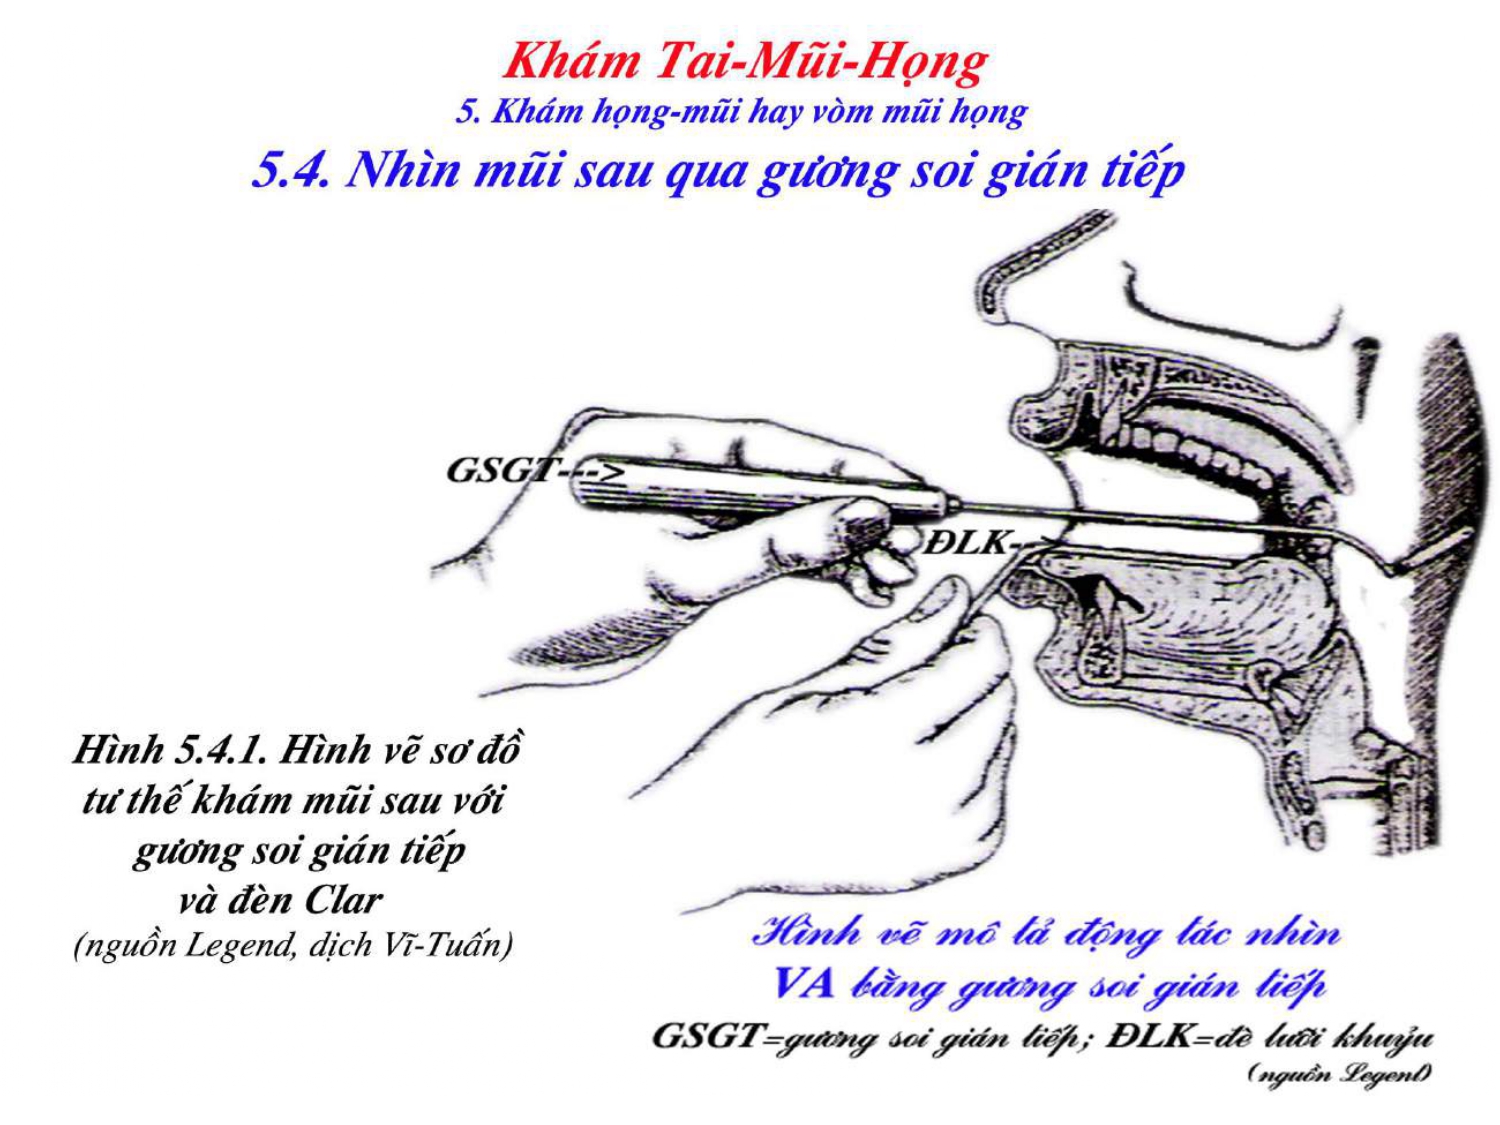 Khám Tai-Mũi-Họng
5. Khám họng-mũi hay vòm mũi họng
5.4. Nhìn mũi sau qua gương soi gián tiếp
GSGT--->
ĐLK-->
Hình 5.4.1. Hình vẽ sơ đồ
tư thế khám mũi sau với
gương soi gián tiếp
và đèn Clar
(nguồn Legend, dịch Vĩ-Tuấn)
Hình vẽ mô tả động tác nhìn
VA bằng gương soi gián tiếp
GSGT=gương soi gián tiếp; ĐLK=đè lưỡi khuỷu
(nguồn Legent)